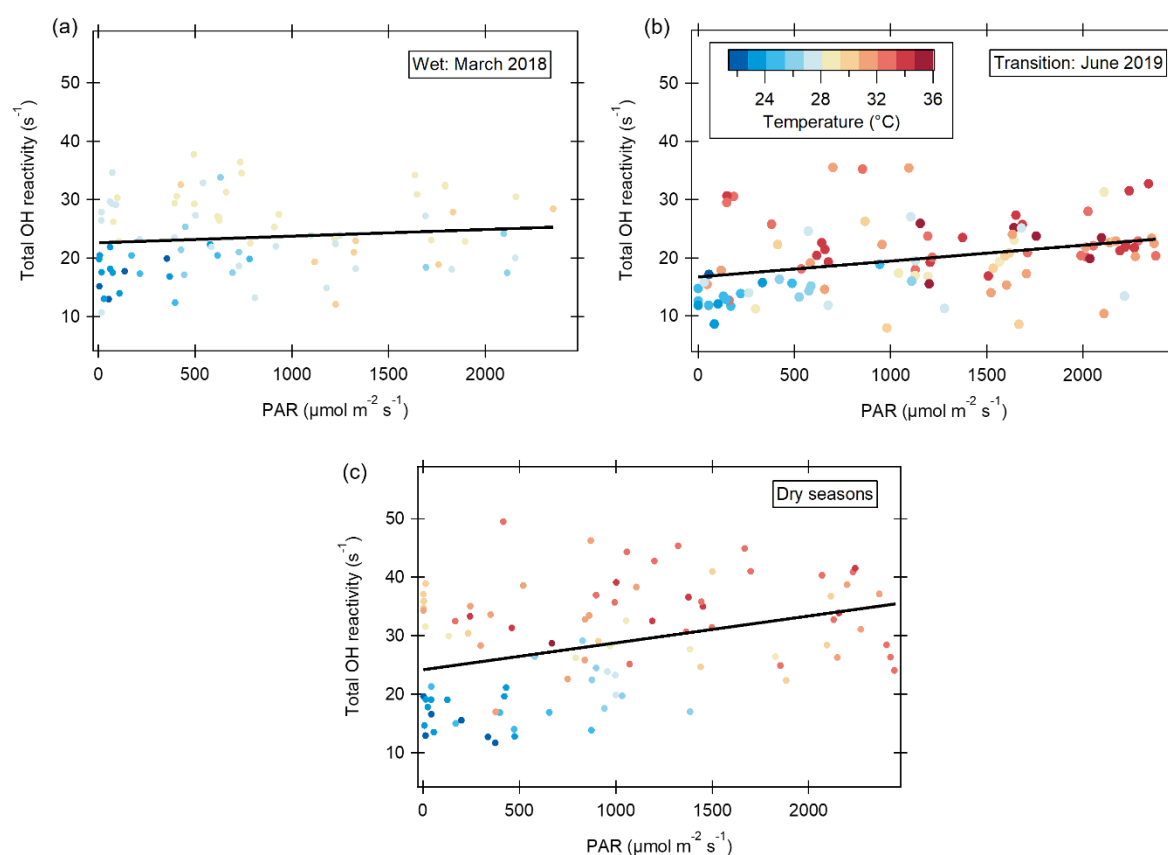 (a)
Wet: March 2018
Total OH reactivity (s⁻¹)
50
40
30
20
10
0 500 1000 1500 2000
PAR (µmol m⁻² s⁻¹)
(b)
Transition: June 2019
24 28 32 36
Temperature (°C)
Total OH reactivity (s⁻¹)
50
40
30
20
10
0 500 1000 1500 2000
PAR (µmol m⁻² s⁻¹)
(c)
Dry seasons
Total OH reactivity (s⁻¹)
50
40
30
20
10
0 500 1000 1500 2000
PAR (µmol m⁻² s⁻¹)